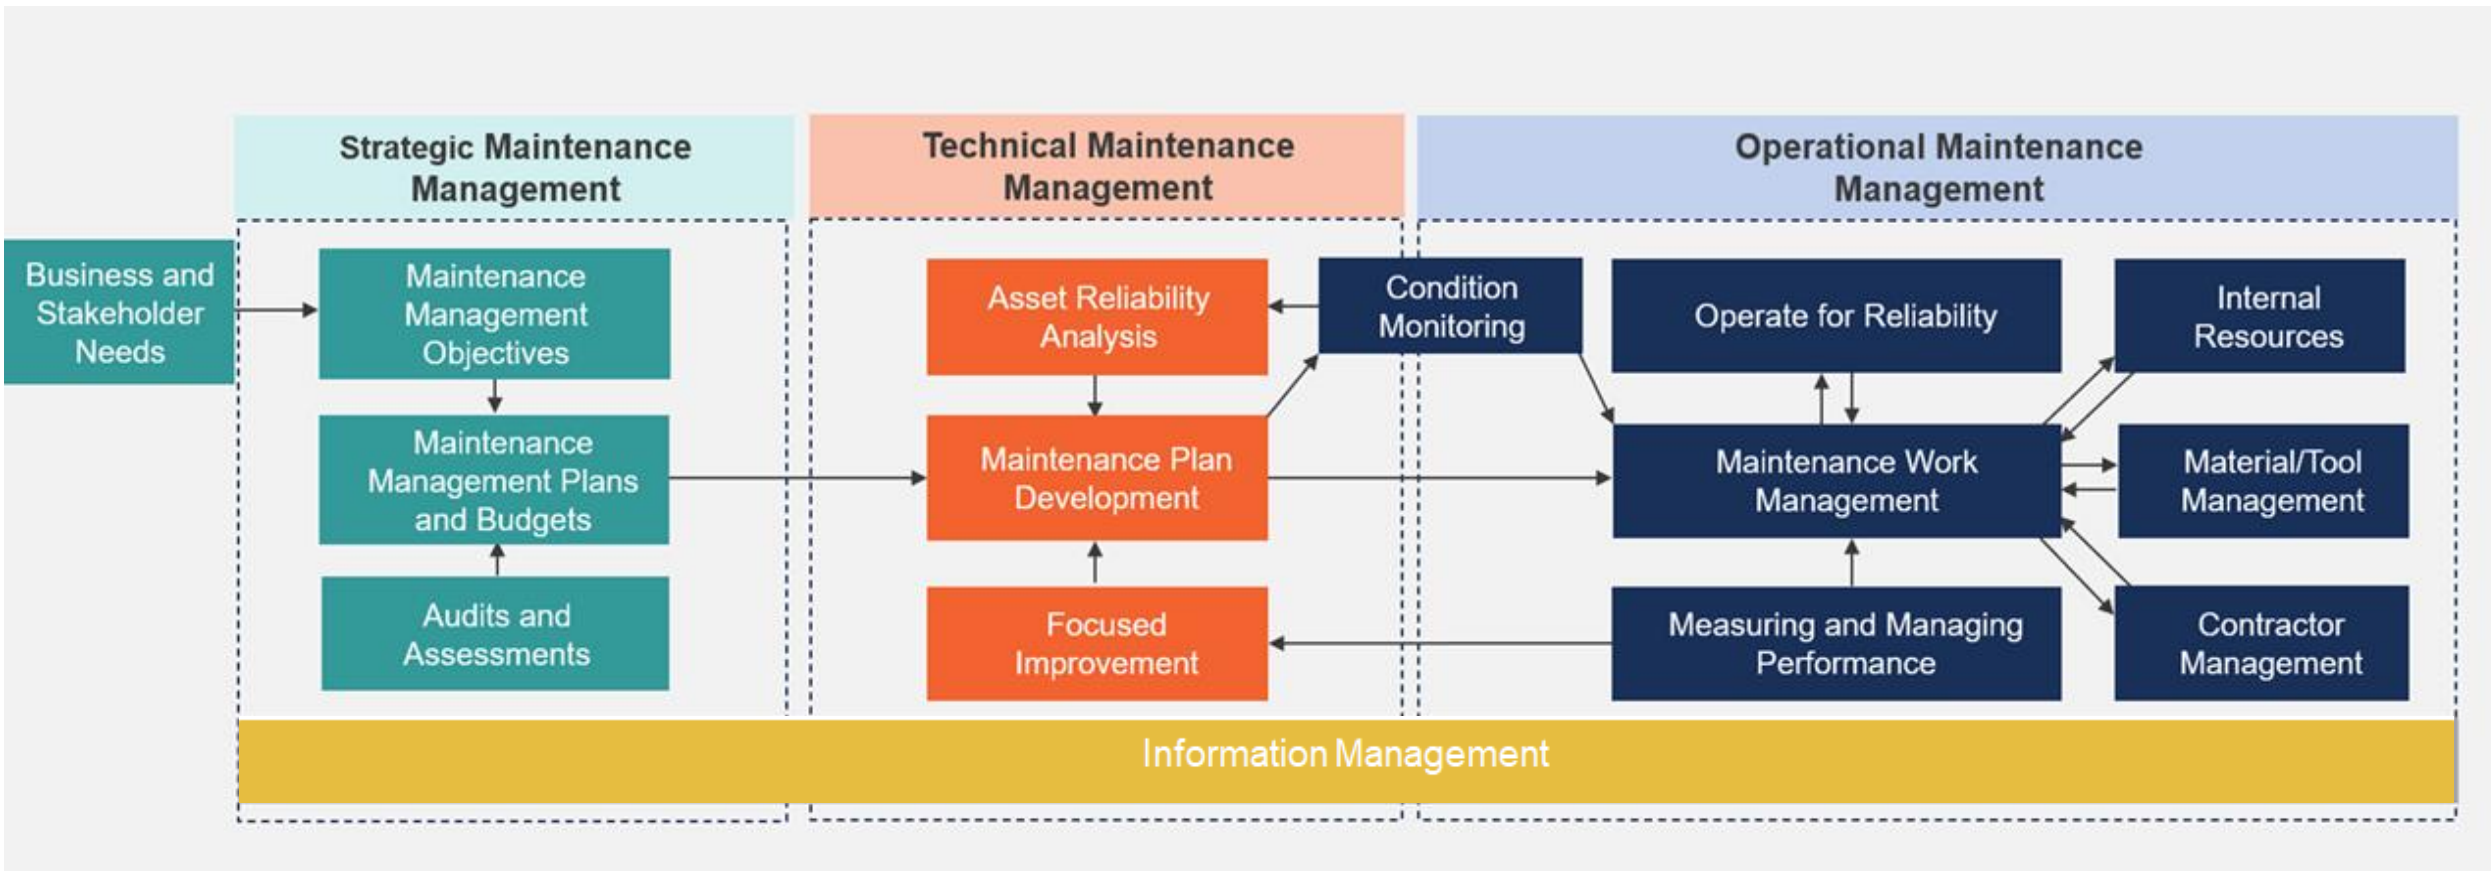 Strategic Maintenance
Management
Technical Maintenance
Management
Operational Maintenance
Management
Business and
Stakeholder
Needs
Maintenance
Management
Objectives
Maintenance
Management Plans
and Budgets
Audits and
Assessments
Asset Reliability
Analysis
Maintenance Plan
Development
Focused
Improvement
Condition
Monitoring
Operate for Reliability
Maintenance Work
Management
Measuring and Managing
Performance
Internal
Resources
Material/Tool
Management
Contractor
Management
Information Management